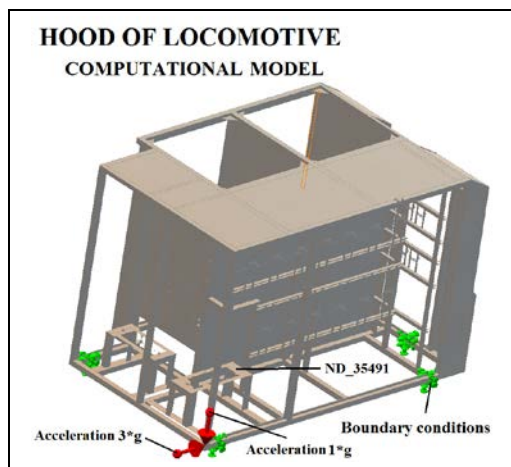 HOOD OF LOCOMOTIVE
COMPUTATIONAL MODEL
ND_35491
Boundary conditions
Acceleration 3*g
Acceleration 1*g